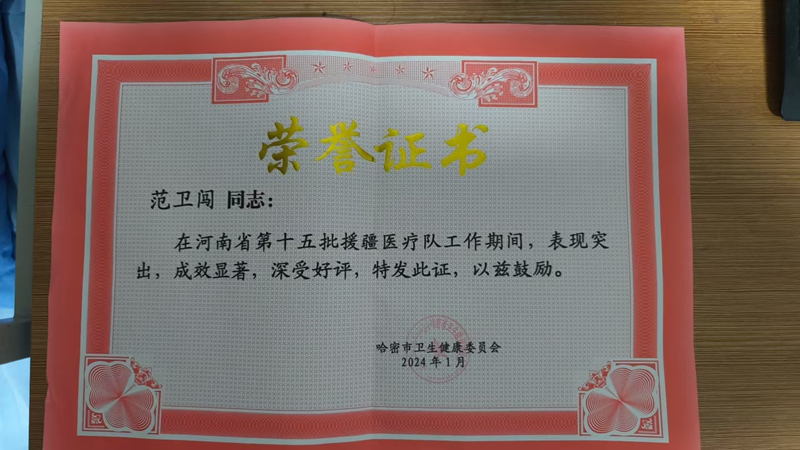 荣誉证书
范卫闯 同志：
在河南省第十五批援疆医疗队工作期间，表现突
出，成效显著，深受好评，特发此证，以兹鼓励。
哈密市卫生健康委员会
2024年1月